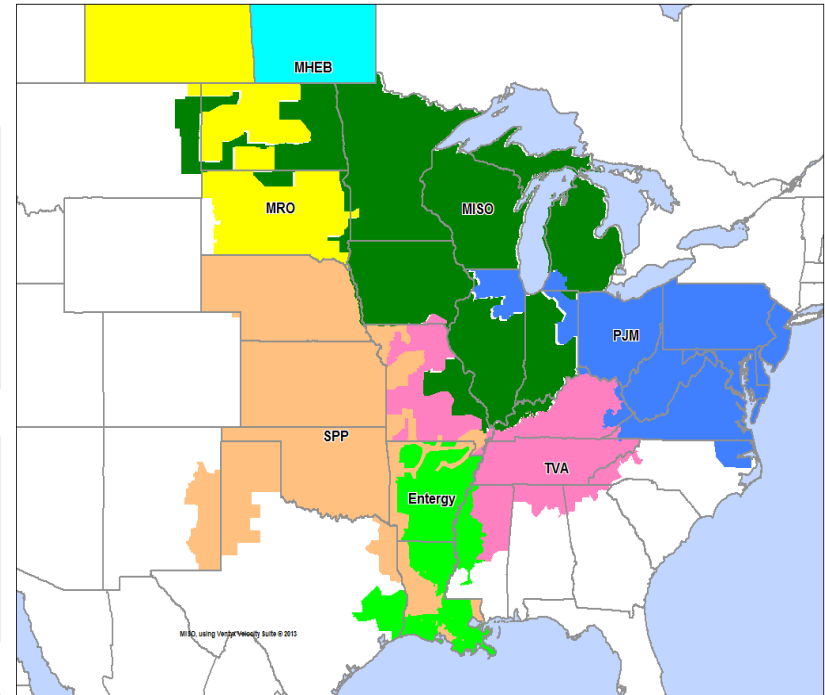 MHEB
MRO
MISO
PJM
SPP
TVA
Entergy
MISO, using Ventyx Velocity Suite © 2013